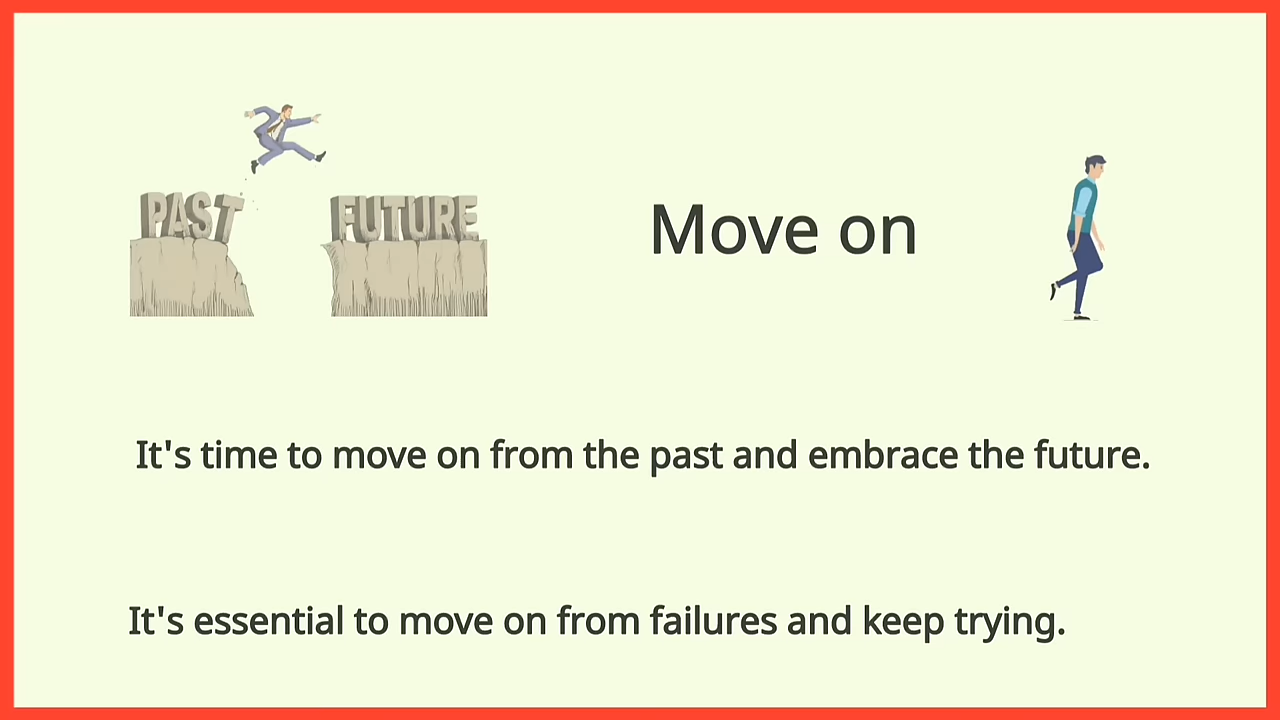 PAST FUTURE
Move on
It's time to move on from the past and embrace the future.
It's essential to move on from failures and keep trying.